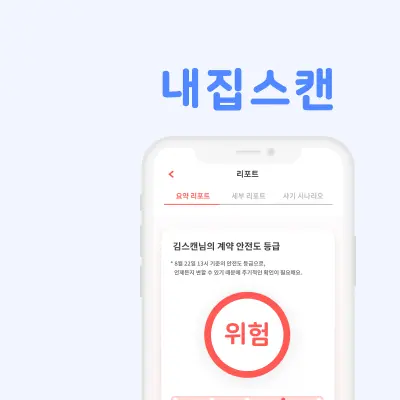 내집스캔
리포트
요약 리포트 세부 리포트 사기 시나리오
김스캔님의 계약 안전도 등급
* 8월 22일 13시 기준의 안전도 등급으로,
언제든지 변할 수 있기 때문에 주기적인 확인이 필요해요.
위험